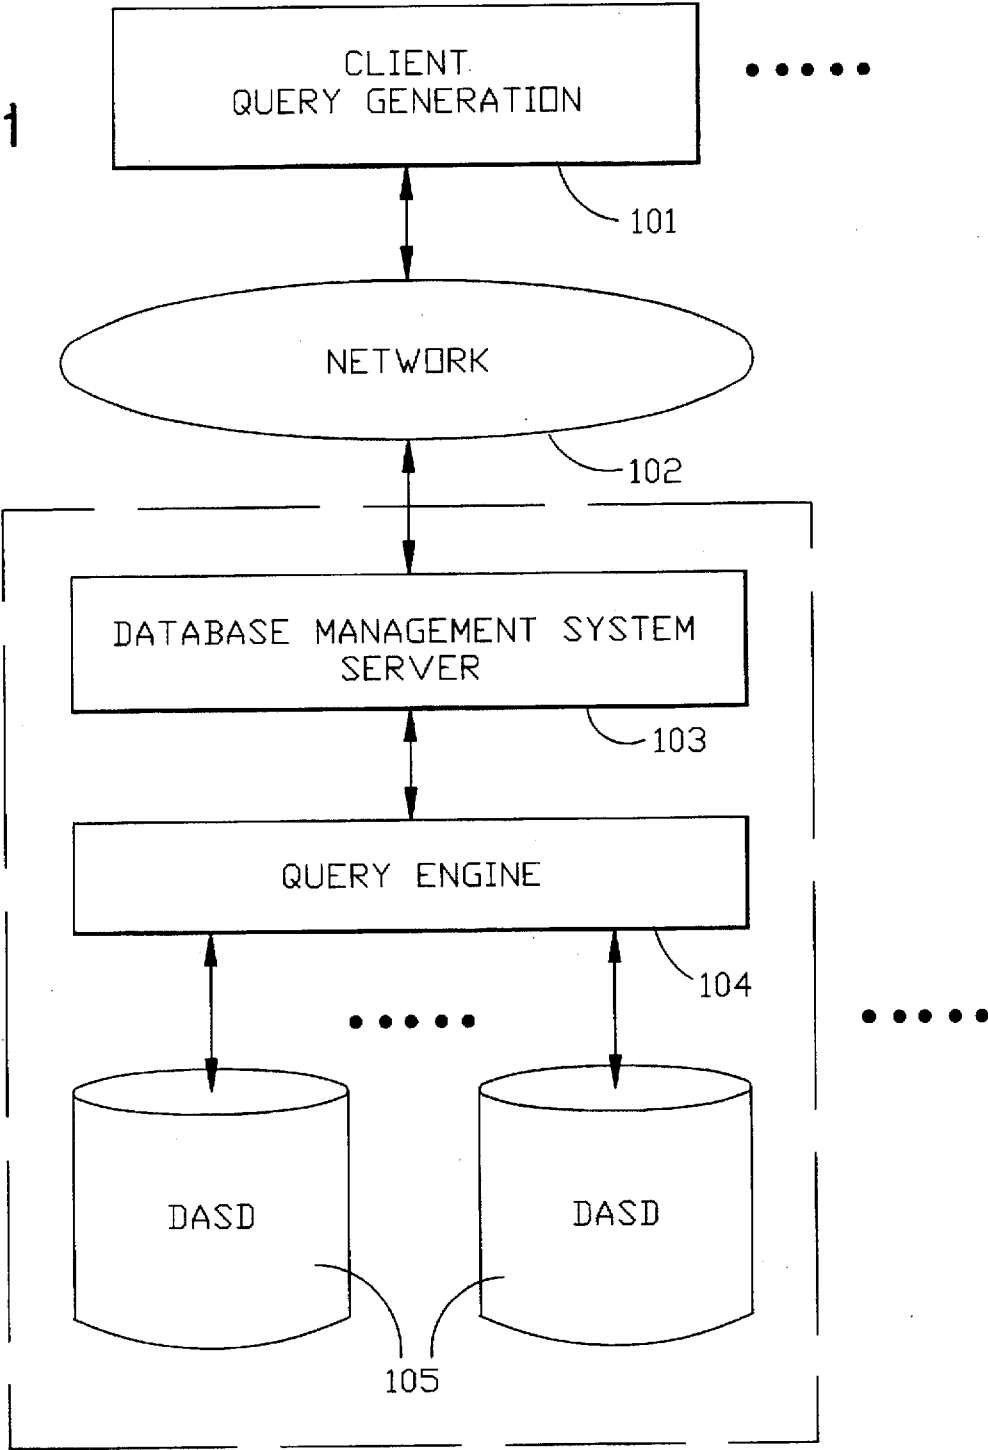 CLIENT
QUERY GENERATION
1
101
NETWORK
102
DATABASE MANAGEMENT SYSTEM
SERVER
103
QUERY ENGINE
104
DASD
DASD
105